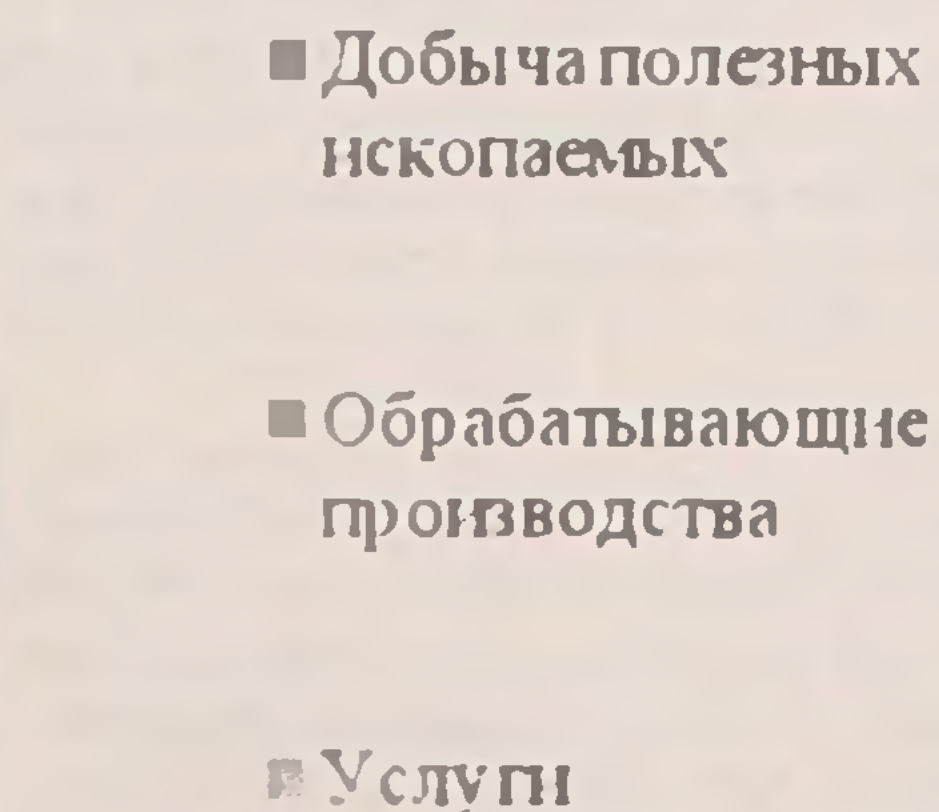 Добыча полезных
ископаемых
Обрабатывающие
производства
Услуги